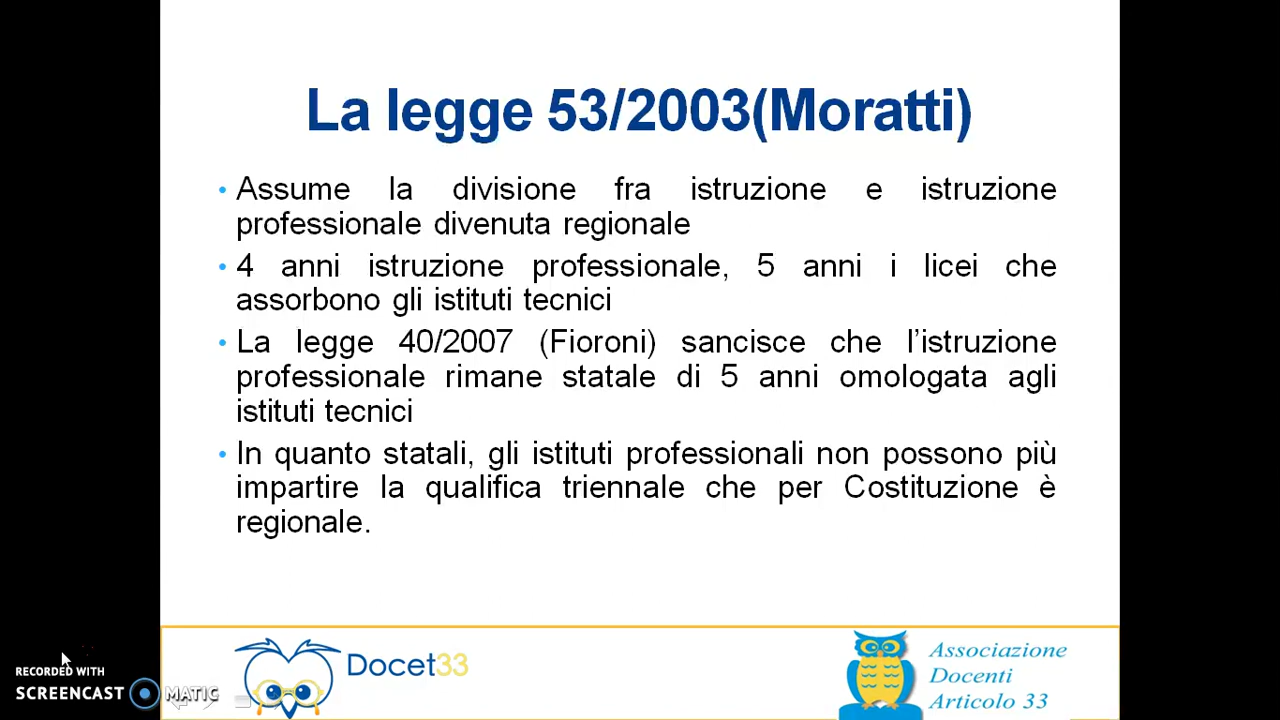 La legge 53/2003(Moratti)
• Assume la divisione fra istruzione e istruzione
professionale divenuta regionale
• 4 anni istruzione professionale, 5 anni i licei che
assorbono gli istituti tecnici
• La legge 40/2007 (Fioroni) sancisce che l’istruzione
professionale rimane statale di 5 anni omologata agli
istituti tecnici
• In quanto statali, gli istituti professionali non possono più
impartire la qualifica triennale che per Costituzione è
regionale.
RECORDED WITH
SCREENCAST MATIC
Docet33
Associazione
Docenti
Articolo 33